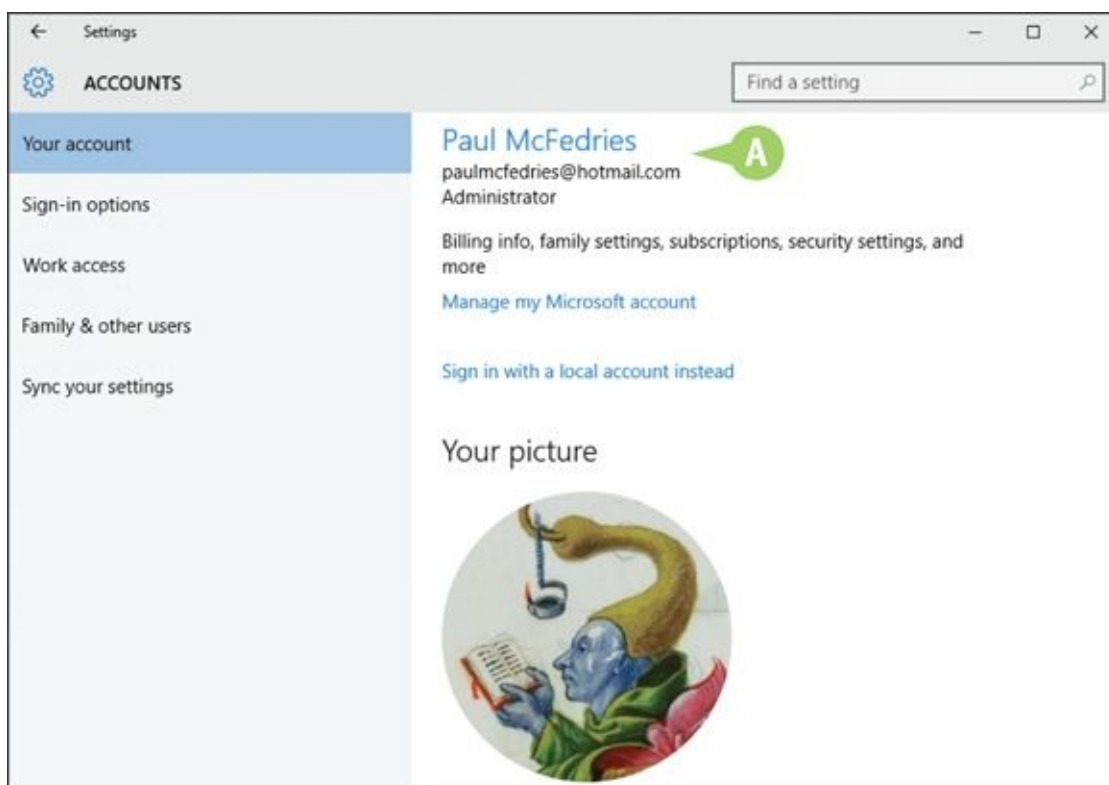 Settings
ACCOUNTS
Find a setting
Your account
Sign-in options
Work access
Family & other users
Sync your settings
Paul McFedries
A
paulmcfedries@hotmail.com
Administrator
Billing info, family settings, subscriptions, security settings, and
more
Manage my Microsoft account
Sign in with a local account instead
Your picture